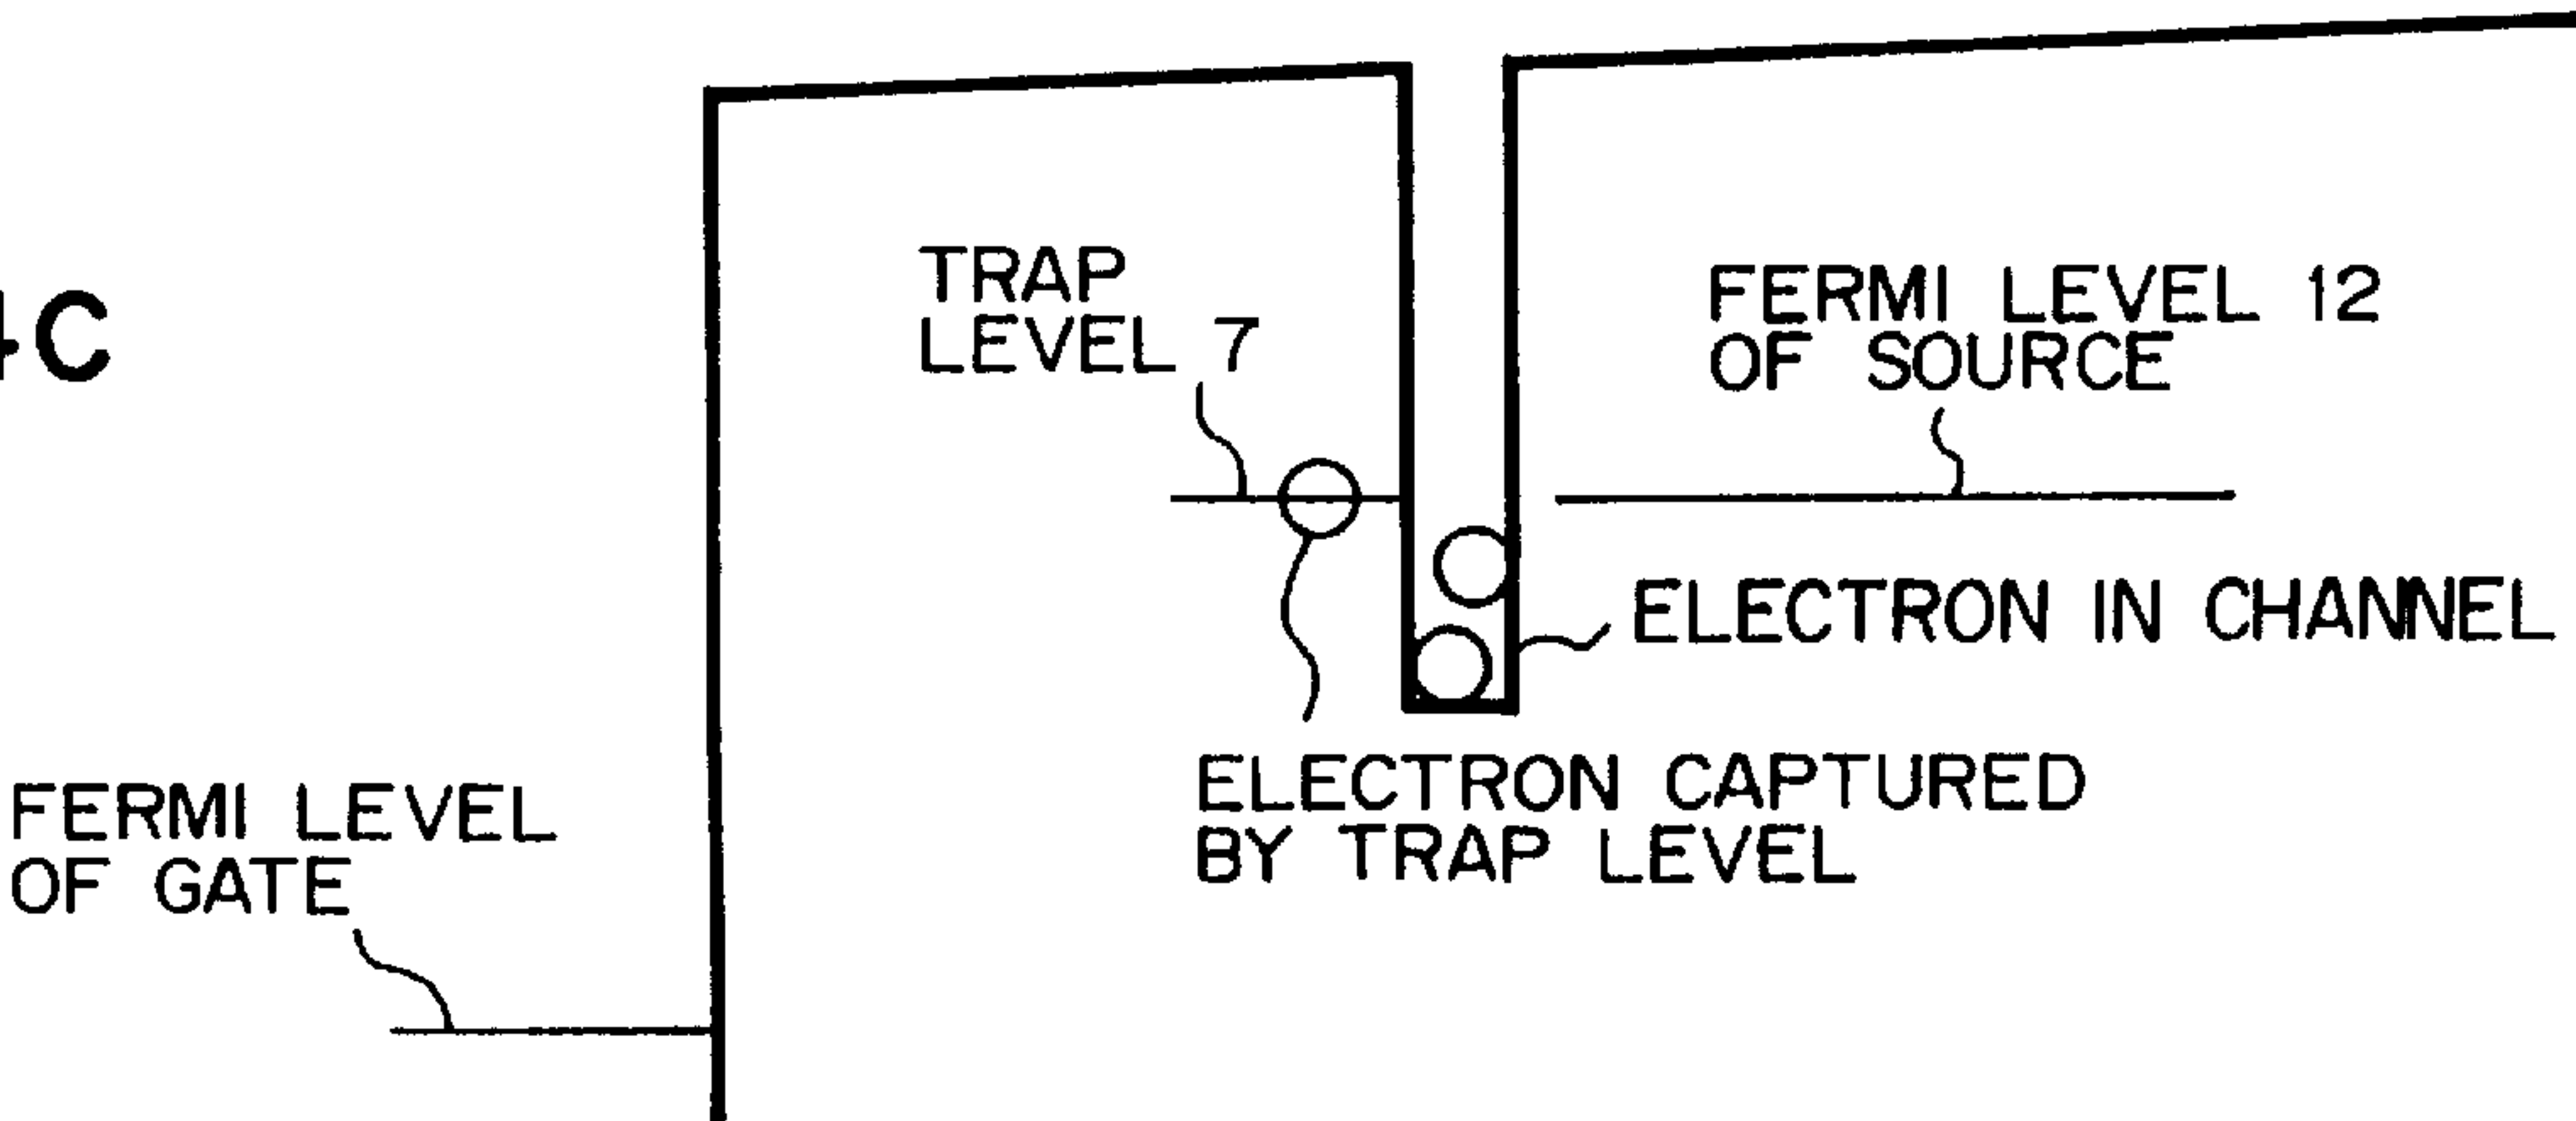 4C
TRAP
LEVEL 7
FERMI LEVEL 12
OF SOURCE
ELECTRON IN CHANNEL
ELECTRON CAPTURED
BY TRAP LEVEL
FERMI LEVEL
OF GATE